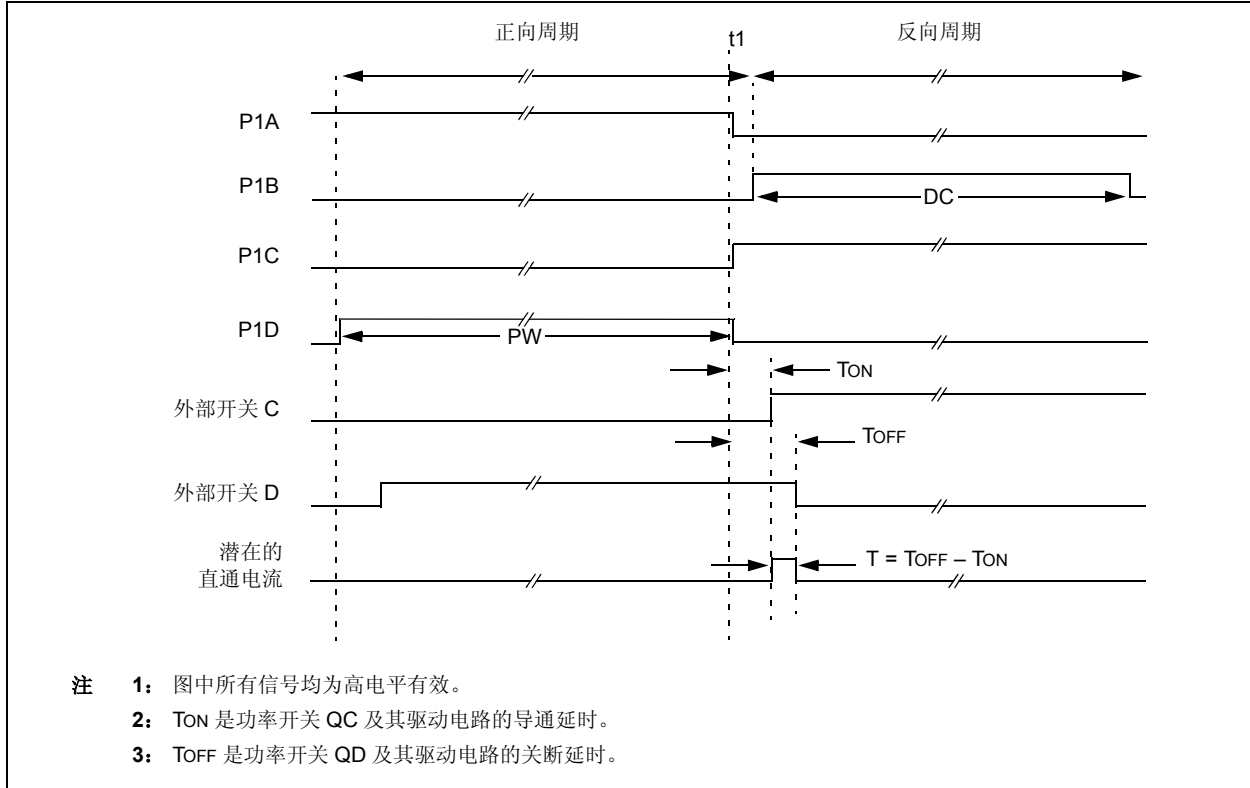 正向周期
t1
反向周期
P1A
P1B
DC
P1C
P1D
PW
TON
外部开关 C
TOFF
外部开关 D
潜在的
直通电流
T = TOFF – TON
注 1： 图中所有信号均为高电平有效。
2： TON 是功率开关 QC 及其驱动电路的导通延时。
3： TOFF 是功率开关 QD 及其驱动电路的关断延时。